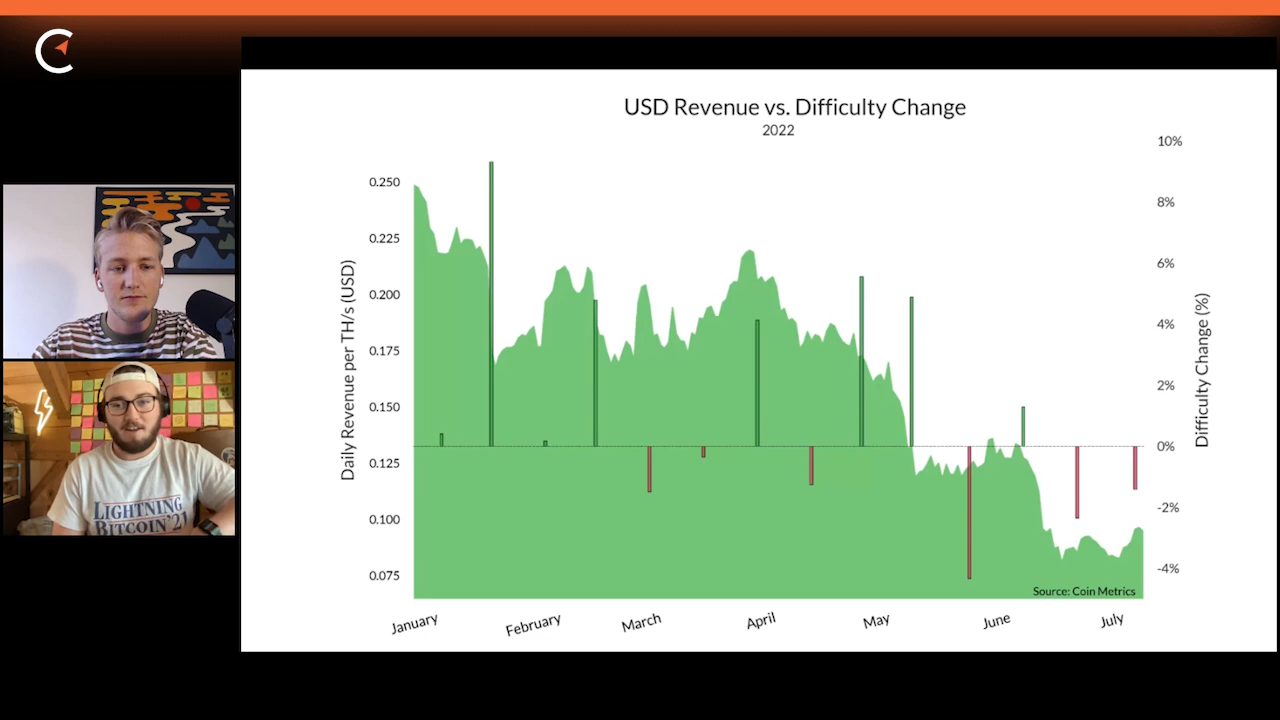 USD Revenue vs. Difficulty Change
2022
Daily Revenue per TH/s (USD)
0.250
0.225
0.200
0.175
0.150
0.125
0.100
0.075
10%
8%
6%
4%
2%
0%
-2%
-4%
Difficulty Change (%)
Source: Coin Metrics
January
February
March
April
May
June
July
LIGHTNING
BITCOIN '21